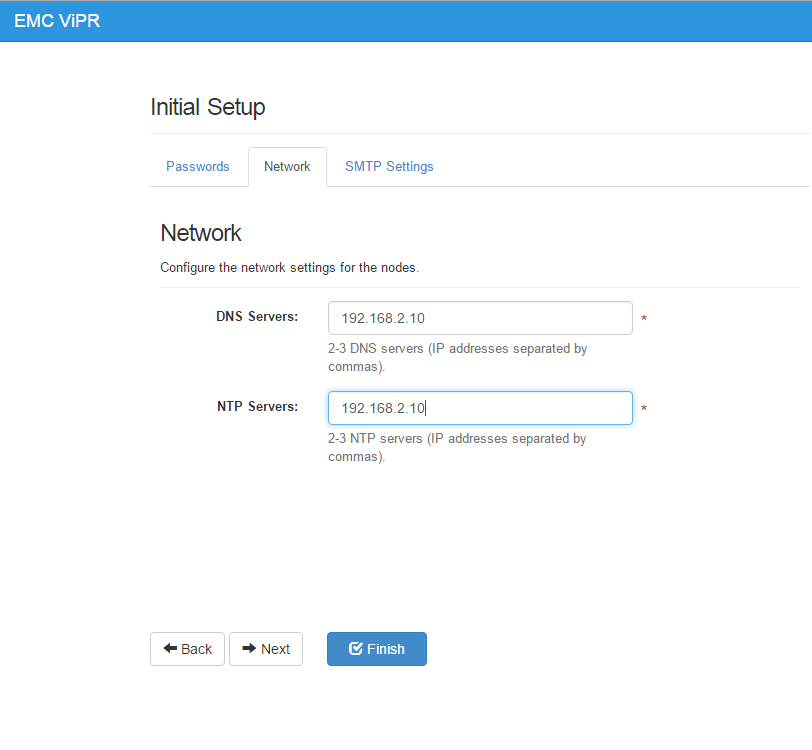 EMC ViPR
Initial Setup
Passwords Network SMTP Settings
Network
Configure the network settings for the nodes.
DNS Servers: 192.168.2.10 *
2-3 DNS servers (IP addresses separated by
commas).
NTP Servers: 192.168.2.10 *
2-3 NTP servers (IP addresses separated by
commas).
Back Next Finish